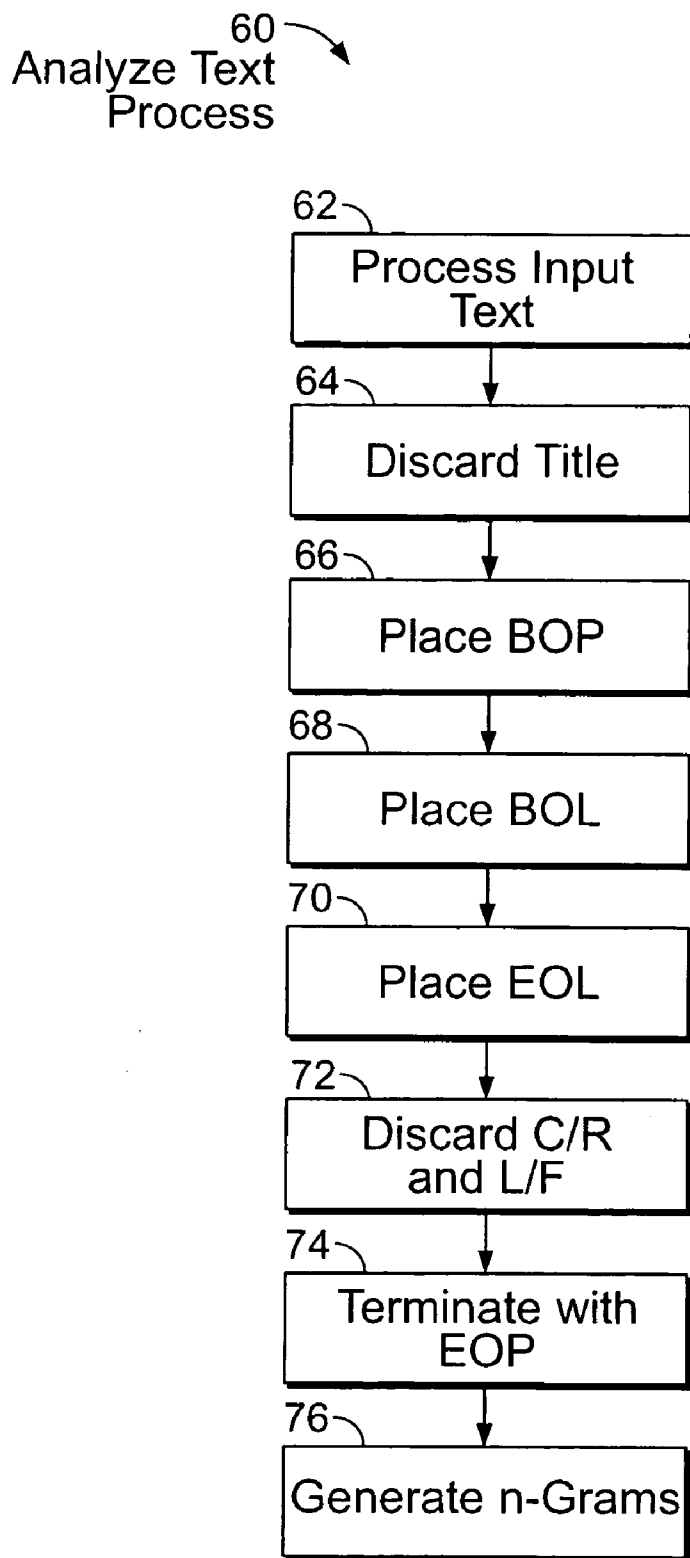 60
Analyze Text
Process
62
Process Input
Text
64
Discard Title
66
Place BOP
68
Place BOL
70
Place EOL
72
Discard C/R
and L/F
74
Terminate with
EOP
76
Generate n-Grams